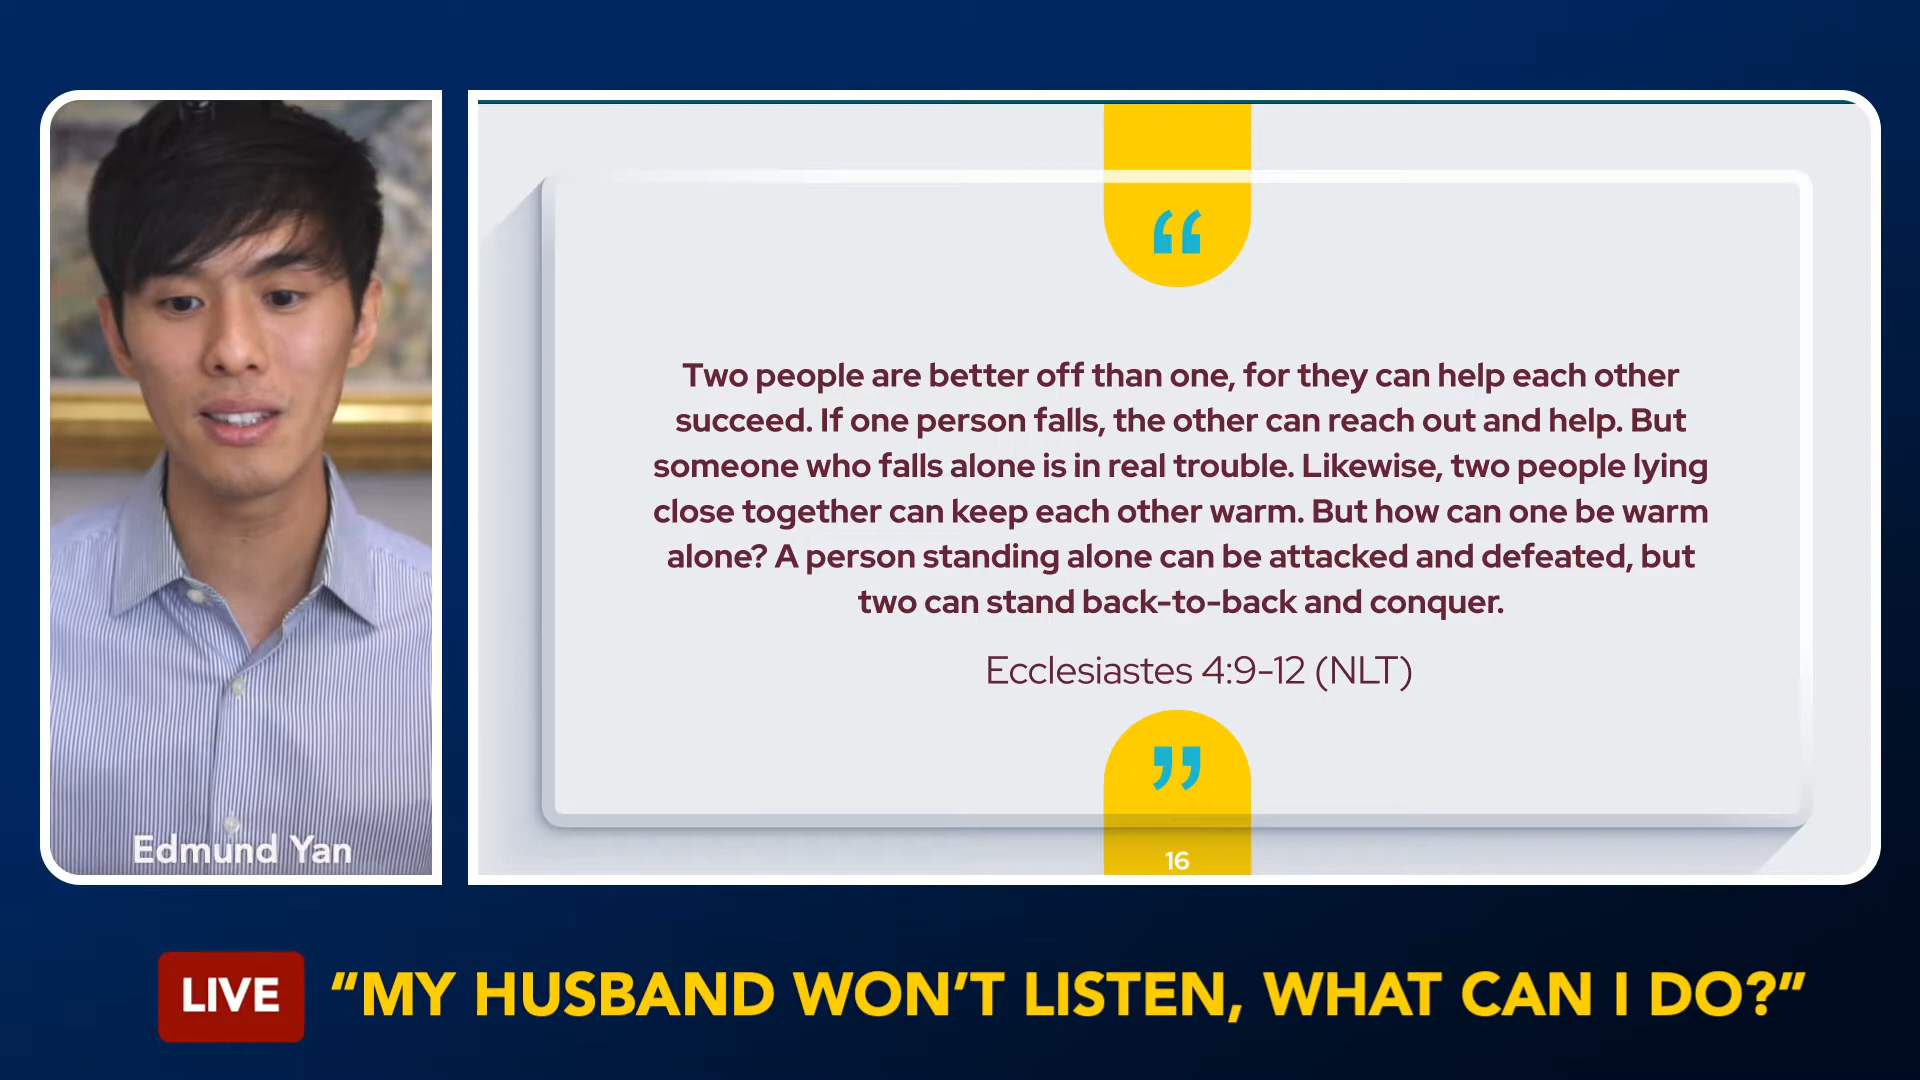 “
Two people are better off than one, for they can help each other
succeed. If one person falls, the other can reach out and help. But
someone who falls alone is in real trouble. Likewise, two people lying
close together can keep each other warm. But how can one be warm
alone? A person standing alone can be attacked and defeated, but
two can stand back-to-back and conquer.
Ecclesiastes 4:9-12 (NLT)
”
16
Edmund Yan
LIVE “MY HUSBAND WON’T LISTEN, WHAT CAN I DO?”